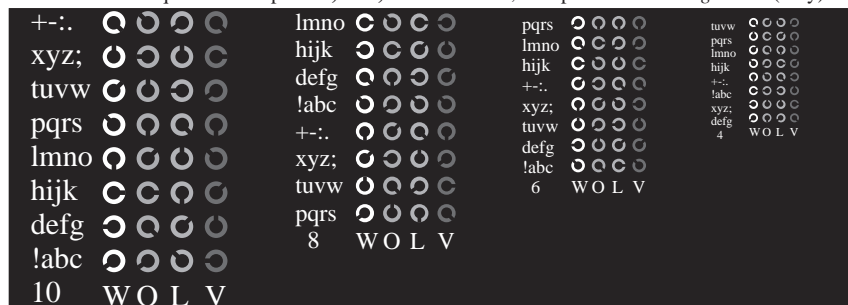 +-:.
xyz;
tuvw
pqrs
lmno
hijk
defg
!abc
10 W O L V
lmno
hijk
defg
!abc
+-:.
xyz;
tuvw
pqrs
8 W O L V
pqrs
lmno
hijk
+-:.
xyz;
tuvw
defg
!abc
6 W O L V
tuvw
pqrs
lmno
hijk
+-:.
!abc
xyz;
defg
4 W O L V